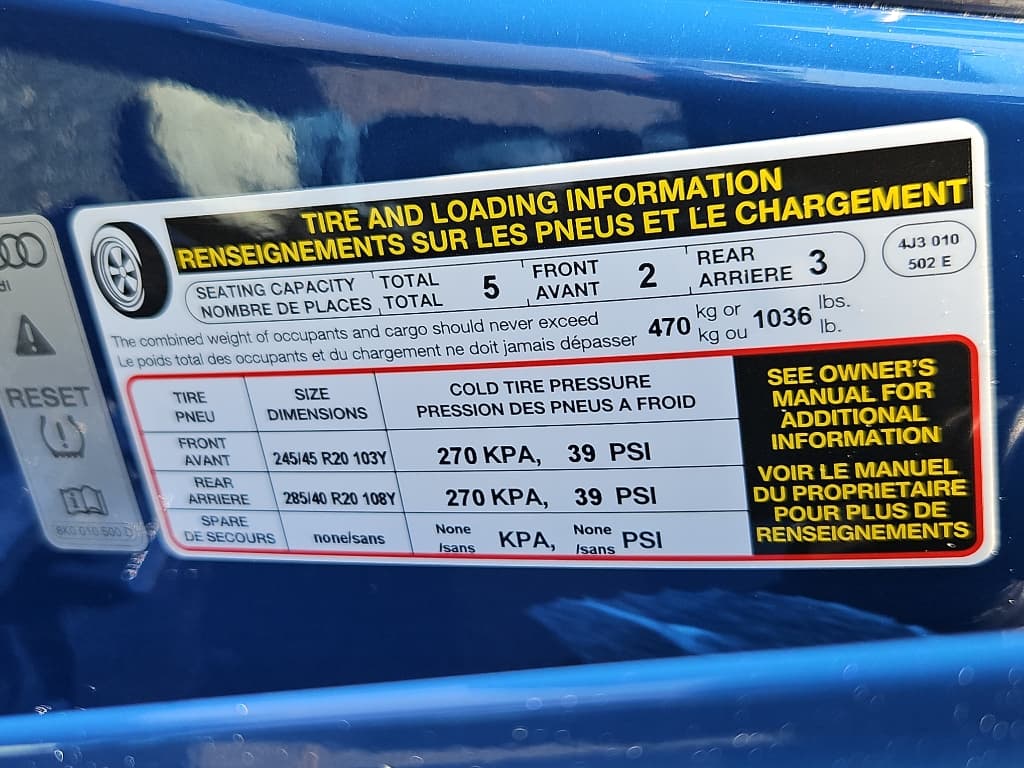 TIRE AND LOADING INFORMATION
RENSEIGNEMENTS SUR LES PNEUS ET LE CHARGEMENT
SEATING CAPACITY TOTAL 5 FRONT 2 REAR 3
NOMBRE DE PLACES TOTAL AVANT ARRIERE
4J3 010
502 E
The combined weight of occupants and cargo should never exceed 470 kg or 1036 lbs.
Le poids total des occupants et du chargement ne doit jamais dépasser kg ou lb.
TIRE SIZE COLD TIRE PRESSURE
PNEU DIMENSIONS PRESSION DES PNEUS A FROID
FRONT
AVANT 245/45 R20 103Y 270 KPA, 39 PSI
REAR
ARRIERE 285/40 R20 108Y 270 KPA, 39 PSI
SPARE None None
DE SECOURS none/sans /sans KPA, /sans PSI
SEE OWNER'S
MANUAL FOR
ADDITIONAL
INFORMATION
VOIR LE MANUEL
DU PROPRIETAIRE
POUR PLUS DE
RENSEIGNEMENTS
RESET
8K0 010 500 D